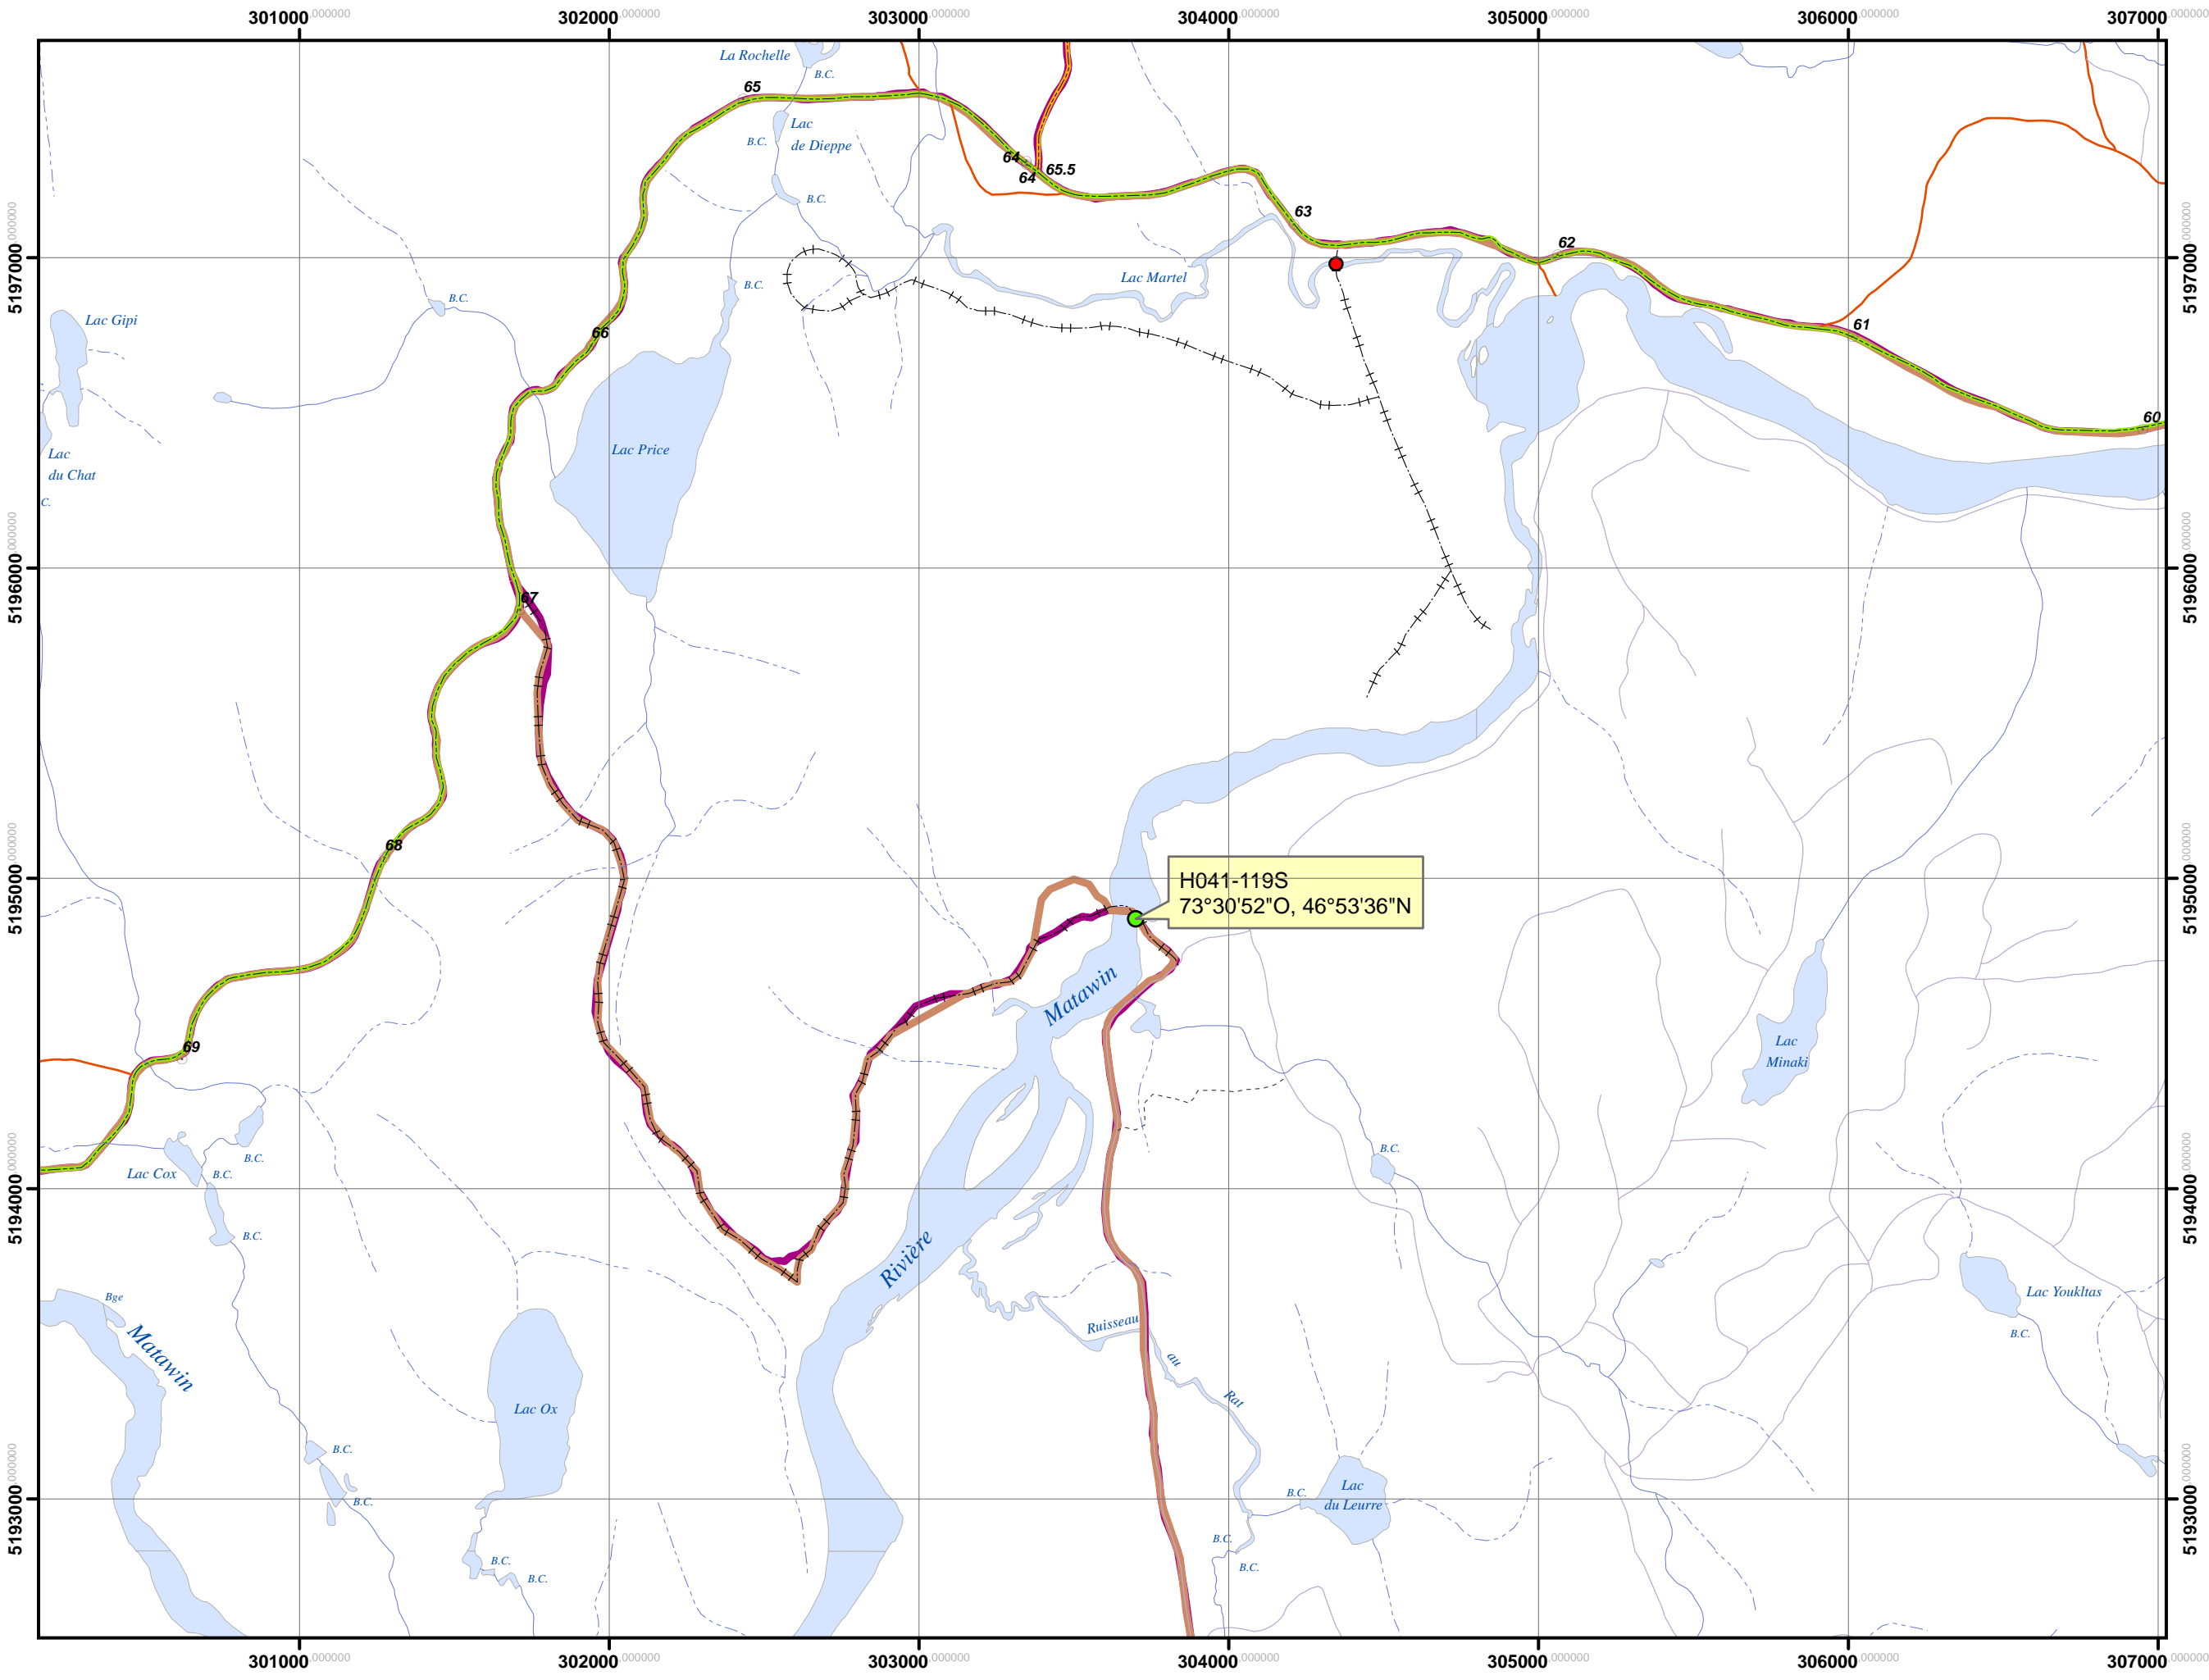 301000.000000 302000.000000 303000.000000 304000.000000 305000.000000 306000.000000 307000.000000
La Rochelle
B.C.
65
Lac
de Dieppe
B.C.
64
65.5
64
B.C.
63
62
5197000.000000
5197000.000000
Lac Martel
B.C.
B.C.
Lac Gipi
66
61
60
Lac Price
Lac
du Chat
C.
5196000.000000
5196000.000000
67
68
5195000.000000
5195000.000000
H041-119S
73°30'52"O, 46°53'36"N
Matawin
69
Lac
Minaki
B.C.
B.C.
Lac Cox
B.C.
5194000.000000
5194000.000000
B.C.
Rivière
Bge
Matawin
Lac Youkltas
B.C.
Ruisseau
au
Rat
Lac Ox
B.C.
B.C.
Lac
du Leurre
B.C.
5193000.000000
5193000.000000
B.C.
B.C.
B.C.
B.C.
301000.000000 302000.000000 303000.000000 304000.000000 305000.000000 306000.000000 307000.000000